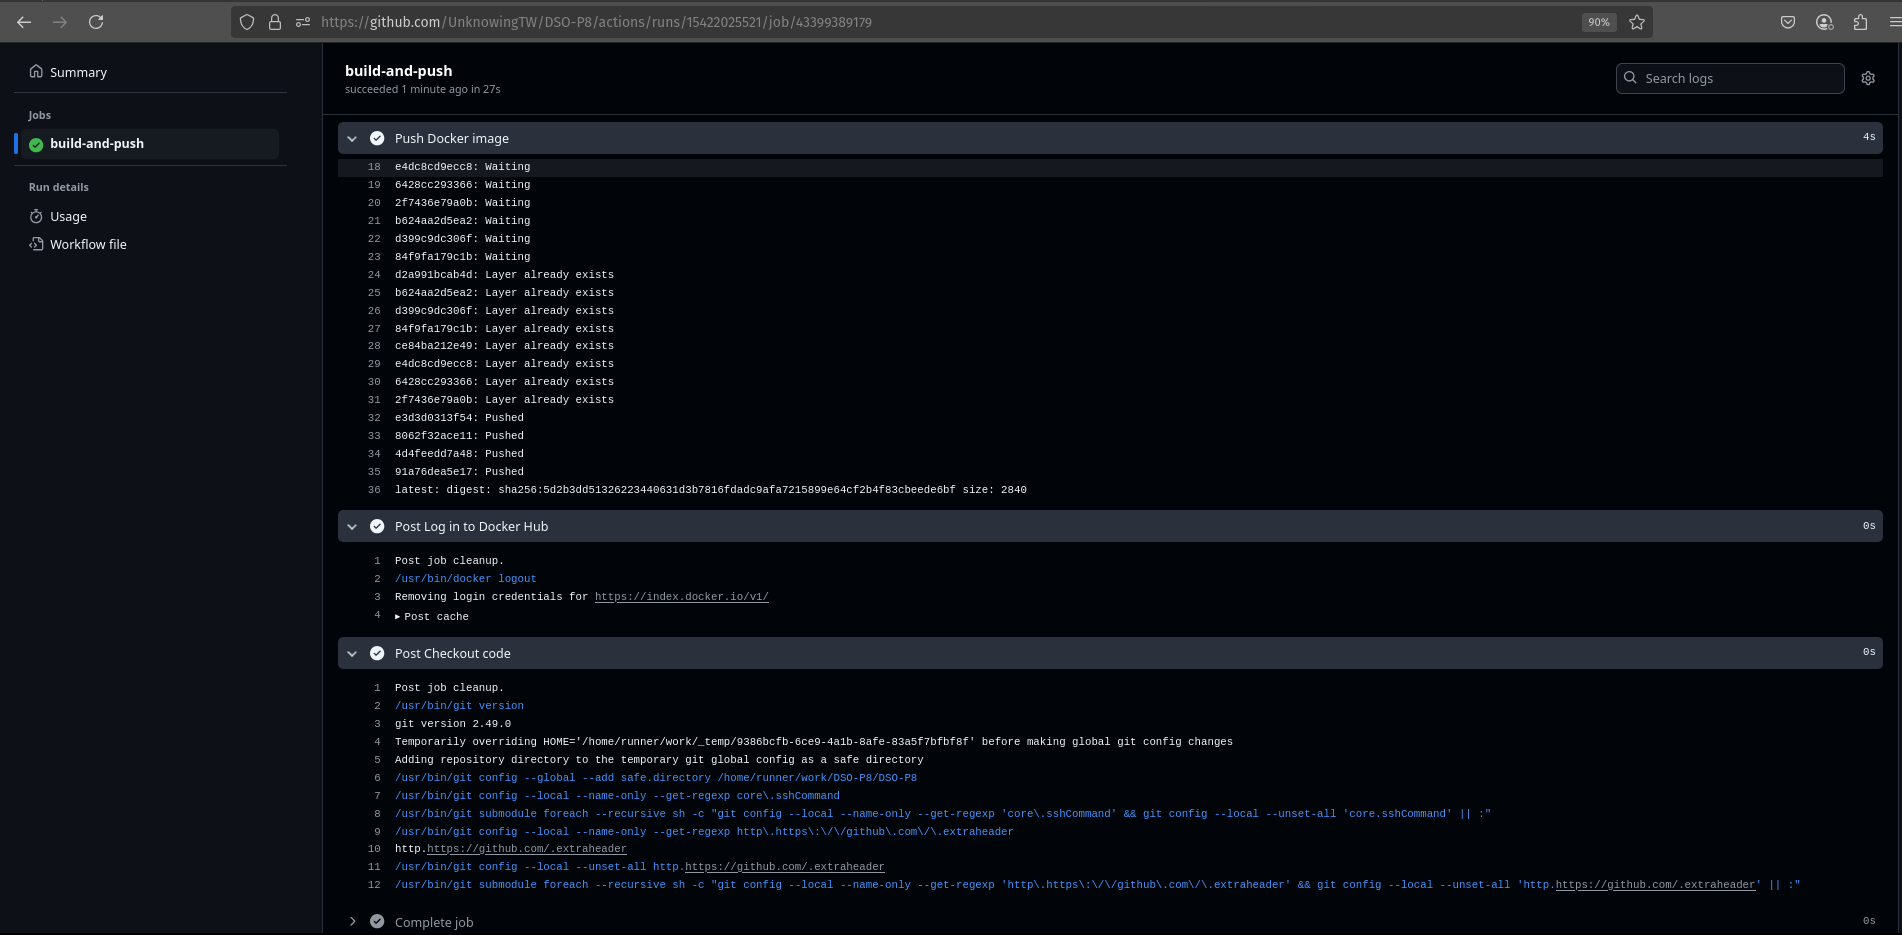 https://github.com/UnknowingTW/DSO-P8/actions/runs/15422025521/job/43399389179
90%
Summary
Jobs
build-and-push
Run details
Usage
Workflow file
build-and-push
succeeded 1 minute ago in 27s
Search logs
Push Docker image 4s
18 e4dc8cd9ecc8: Waiting
19 6428cc293366: Waiting
20 2f7436e79a0b: Waiting
21 b624aa2d5ea2: Waiting
22 d399c9dc306f: Waiting
23 84f9fa179c1b: Waiting
24 d2a991bcab4d: Layer already exists
25 b624aa2d5ea2: Layer already exists
26 d399c9dc306f: Layer already exists
27 84f9fa179c1b: Layer already exists
28 ce84ba212e49: Layer already exists
29 e4dc8cd9ecc8: Layer already exists
30 6428cc293366: Layer already exists
31 2f7436e79a0b: Layer already exists
32 e3d3d0313f54: Pushed
33 8062f32ace11: Pushed
34 4d4feedd7a48: Pushed
35 91a76dea5e17: Pushed
36 latest: digest: sha256:5d2b3dd51326223440631d3b7816fdadc9afa7215899e64cf2b4f83cbeede6bf size: 2840
Post Log in to Docker Hub 0s
1 Post job cleanup.
2 /usr/bin/docker logout
3 Removing login credentials for https://index.docker.io/v1/
4 ▸ Post cache
Post Checkout code 0s
1 Post job cleanup.
2 /usr/bin/git version
3 git version 2.49.0
4 Temporarily overriding HOME='/home/runner/work/_temp/9386bcfb-6ce9-4a1b-8afe-83a5f7bfbf8f' before making global git config changes
5 Adding repository directory to the temporary git global config as a safe directory
6 /usr/bin/git config --global --add safe.directory /home/runner/work/DSO-P8/DSO-P8
7 /usr/bin/git config --local --name-only --get-regexp core\.sshCommand
8 /usr/bin/git submodule foreach --recursive sh -c "git config --local --name-only --get-regexp 'core\.sshCommand' && git config --local --unset-all 'core.sshCommand' || :"
9 /usr/bin/git config --local --name-only --get-regexp http\.https\:\/\/github\.com\/\.extraheader
10 http.https://github.com/.extraheader
11 /usr/bin/git config --local --unset-all http.https://github.com/.extraheader
12 /usr/bin/git submodule foreach --recursive sh -c "git config --local --name-only --get-regexp 'http\.https\:\/\/github\.com\/\.extraheader' && git config --local --unset-all 'http.https://github.com/.extraheader' || :"
Complete job 0s